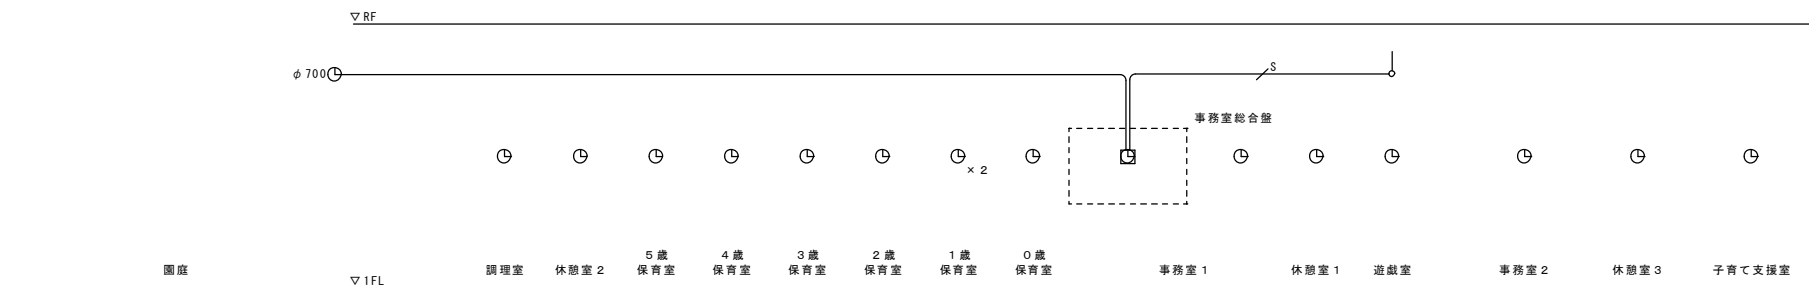 ▽RF
φ700
S
事務室総合盤
×2
園庭
調理室
休憩室2
5歳
保育室
4歳
保育室
3歳
保育室
2歳
保育室
1歳
保育室
0歳
保育室
事務室1
休憩室1
遊戯室
事務室2
休憩室3
子育て支援室
▽1FL